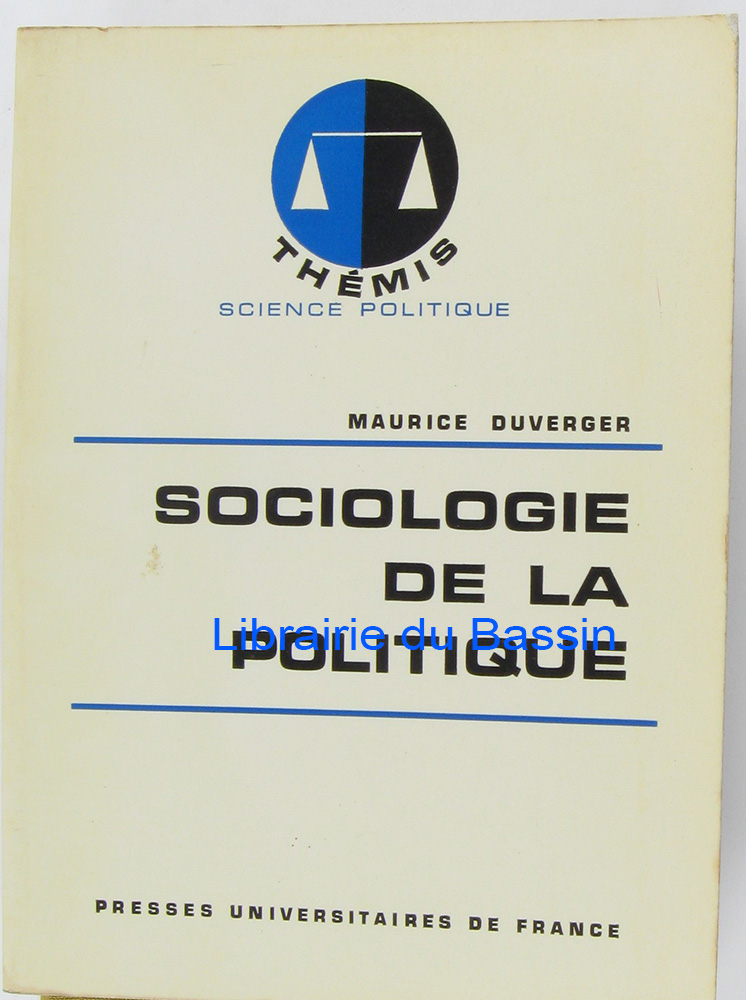 THÉMIS
SCIENCE POLITIQUE
MAURICE DUVERGER
SOCIOLOGIE
DE LA
Librairie du Bassin
POLITIQUE
PRESSES UNIVERSITAIRES DE FRANCE